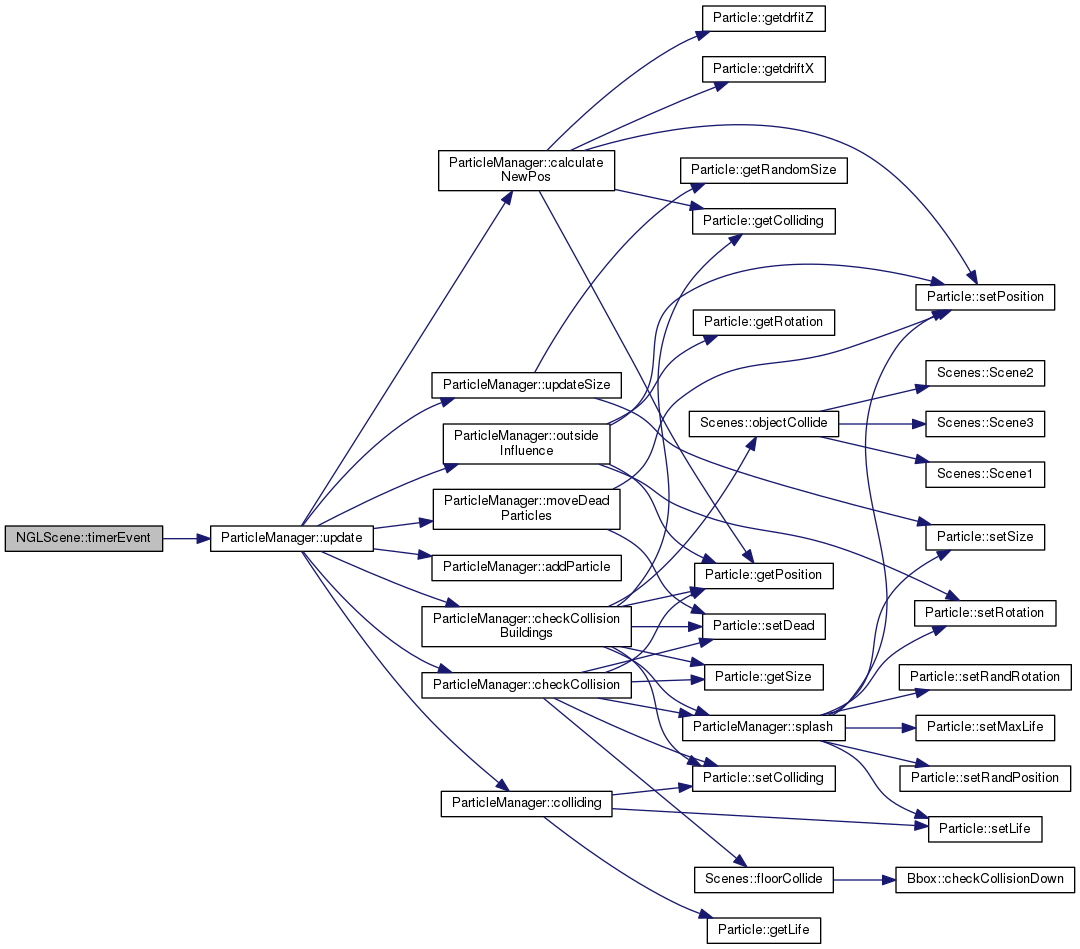 NGLScene::timerEvent
ParticleManager::update
ParticleManager::calculate
NewPos
ParticleManager::updateSize
ParticleManager::outside
Influence
ParticleManager::moveDead
Particles
ParticleManager::addParticle
ParticleManager::checkCollision
Buildings
ParticleManager::checkCollision
ParticleManager::colliding
Particle::getdrfitZ
Particle::getdriftX
Particle::getRandomSize
Particle::getColliding
Particle::getRotation
Scenes::objectCollide
Particle::getPosition
Particle::setDead
Particle::getSize
ParticleManager::splash
Particle::setColliding
Scenes::floorCollide
Particle::getLife
Particle::setPosition
Scenes::Scene2
Scenes::Scene3
Scenes::Scene1
Particle::setSize
Particle::setRotation
Particle::setRandRotation
Particle::setMaxLife
Particle::setRandPosition
Particle::setLife
Bbox::checkCollisionDown